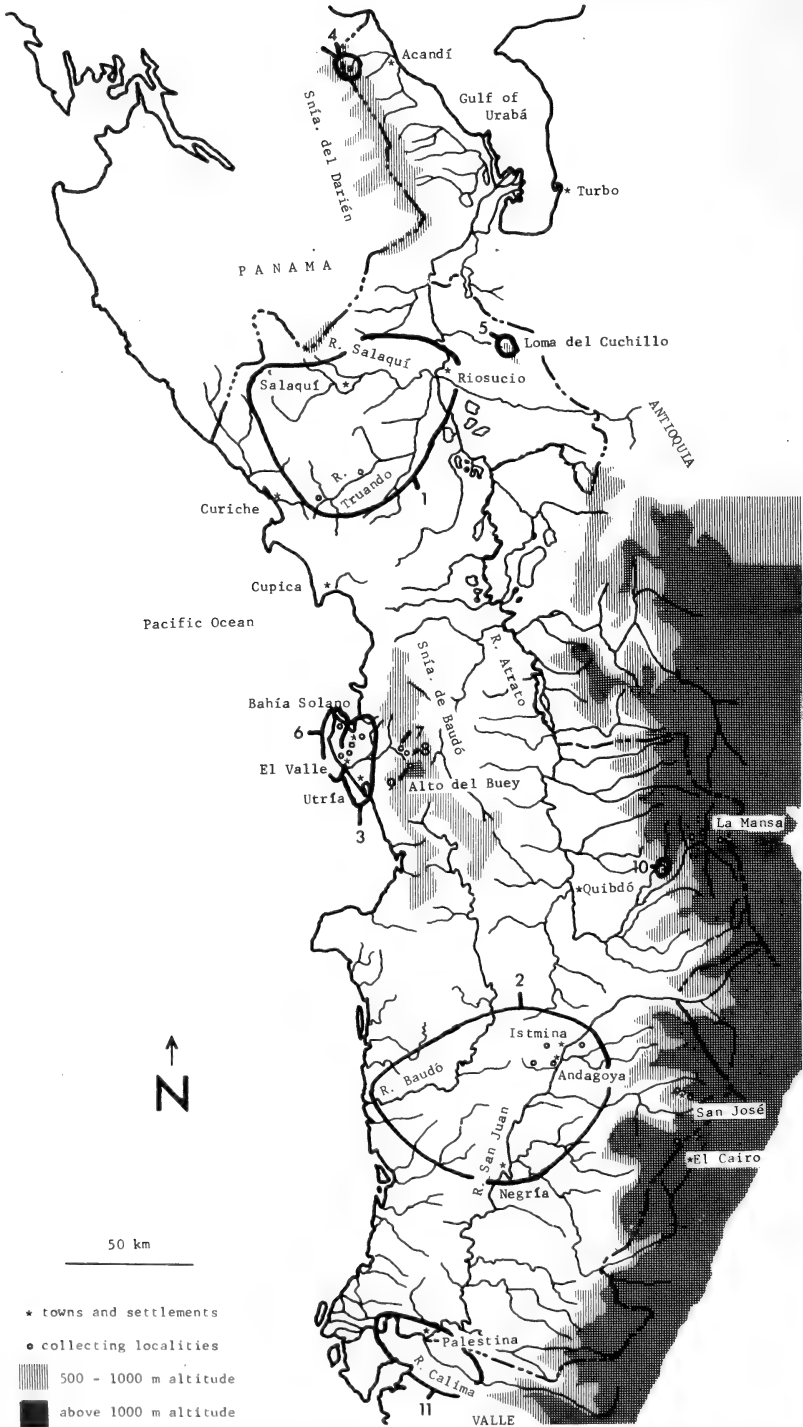 4
Acandí
Gulf of
Urabá
Snía. del Darién
Turbo
PANAMA
5
Loma del Cuchillo
R. Salaquí
Salaquí
Riosucio
ANTIOQUIA
R.
Truando
1
Curiche
Cupica
Pacific Ocean
Snía. de Baudó
R. Atrato
Bahía Solano
6
7
8
El Valle
9
Alto del Buey
Utría
3
La Mansa
10
Quibdó
2
Istmina
R. Baudó
Andagoya
N
San José
R. San Juan
El Cairo
Negría
50 km
* towns and settlements
Palestina
collecting localities
R. Calima
500 - 1000 m altitude
11
above 1000 m altitude
VALLE